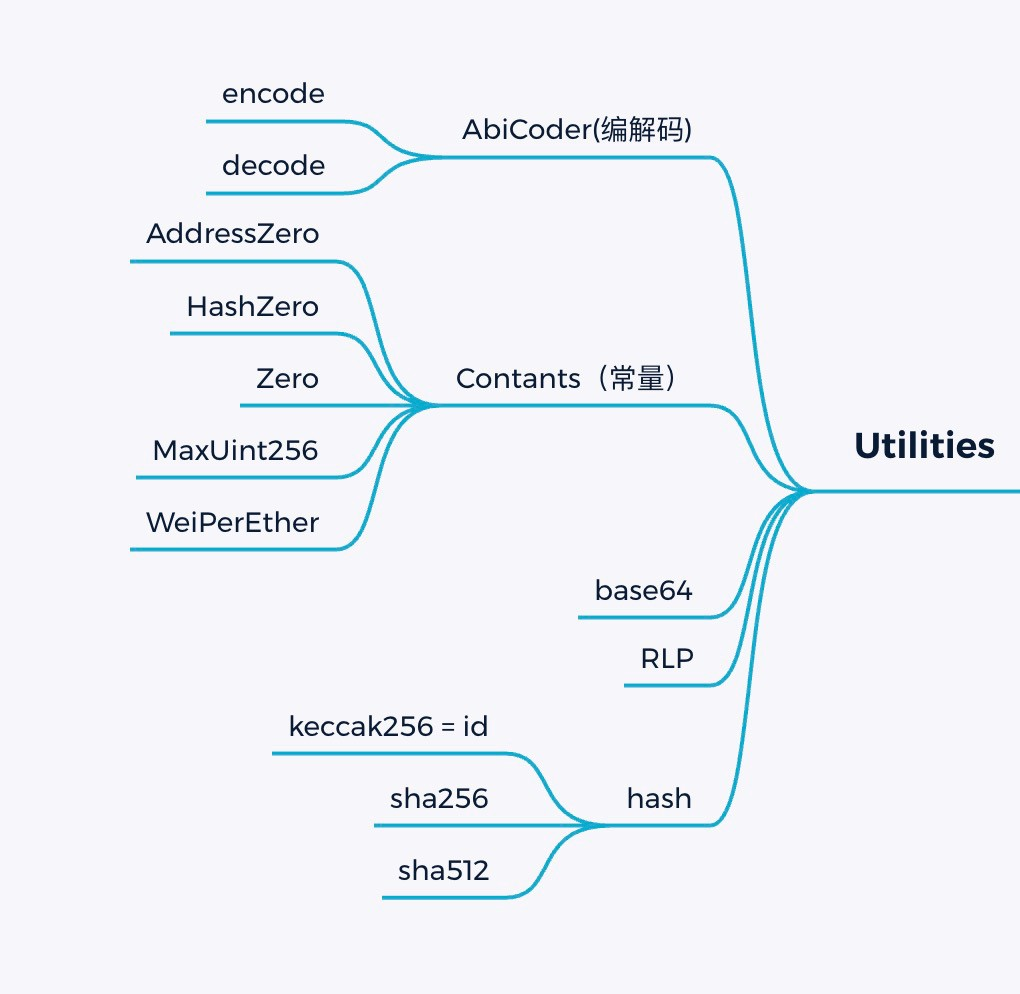 encode
AbiCoder(编解码)
decode
AddressZero
HashZero
Zero
Contants（常量）
MaxUint256
Utilities
WeiPerEther
base64
RLP
keccak256 = id
sha256
hash
sha512